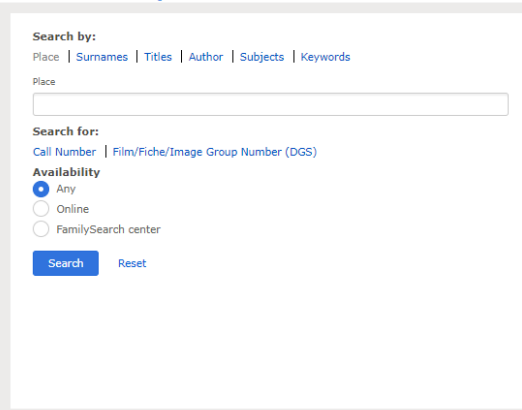 Search by:
Place | Surnames | Titles | Author | Subjects | Keywords
Place
Search for:
Call Number | Film/Fiche/Image Group Number (DGS)
Availability
Any
Online
FamilySearch center
Search Reset